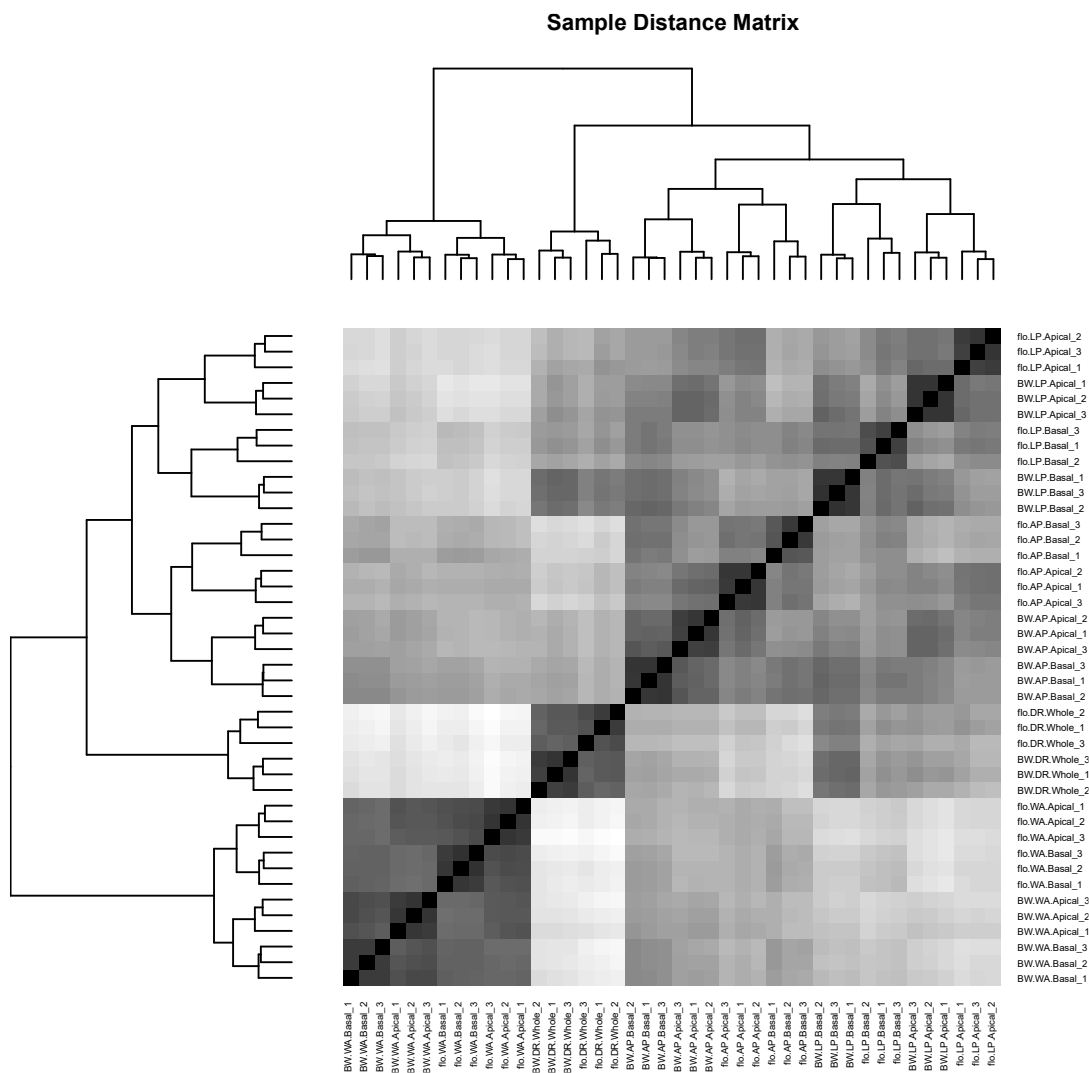 Sample Distance Matrix
flo.LP.Apical_2
flo.LP.Apical_3
flo.LP.Apical_1
BW.LP.Apical_1
BW.LP.Apical_2
BW.LP.Apical_3
flo.LP.Basal_3
flo.LP.Basal_1
flo.LP.Basal_2
BW.LP.Basal_1
BW.LP.Basal_3
BW.LP.Basal_2
flo.AP.Basal_3
flo.AP.Basal_2
flo.AP.Basal_1
flo.AP.Apical_2
flo.AP.Apical_1
flo.AP.Apical_3
BW.AP.Apical_2
BW.AP.Apical_1
BW.AP.Apical_3
BW.AP.Basal_3
BW.AP.Basal_1
BW.AP.Basal_2
flo.DR.Whole_2
flo.DR.Whole_1
flo.DR.Whole_3
BW.DR.Whole_3
BW.DR.Whole_1
BW.DR.Whole_2
flo.WA.Apical_1
flo.WA.Apical_2
flo.WA.Apical_3
flo.WA.Basal_3
flo.WA.Basal_2
flo.WA.Basal_1
BW.WA.Apical_3
BW.WA.Apical_2
BW.WA.Apical_1
BW.WA.Basal_3
BW.WA.Basal_2
BW.WA.Basal_1
BW.WA.Basal_1
BW.WA.Basal_2
BW.WA.Basal_3
BW.WA.Apical_1
BW.WA.Apical_2
BW.WA.Apical_3
flo.WA.Basal_1
flo.WA.Basal_2
flo.WA.Basal_3
flo.WA.Apical_3
flo.WA.Apical_2
flo.WA.Apical_1
BW.DR.Whole_2
BW.DR.Whole_1
BW.DR.Whole_3
flo.DR.Whole_3
flo.DR.Whole_1
flo.DR.Whole_2
BW.AP.Basal_2
BW.AP.Basal_1
BW.AP.Basal_3
BW.AP.Apical_3
BW.AP.Apical_1
BW.AP.Apical_2
flo.AP.Apical_3
flo.AP.Apical_1
flo.AP.Apical_2
flo.AP.Basal_1
flo.AP.Basal_2
flo.AP.Basal_3
BW.LP.Basal_2
BW.LP.Basal_3
BW.LP.Basal_1
flo.LP.Basal_2
flo.LP.Basal_1
flo.LP.Basal_3
BW.LP.Apical_3
BW.LP.Apical_2
BW.LP.Apical_1
flo.LP.Apical_1
flo.LP.Apical_3
flo.LP.Apical_2